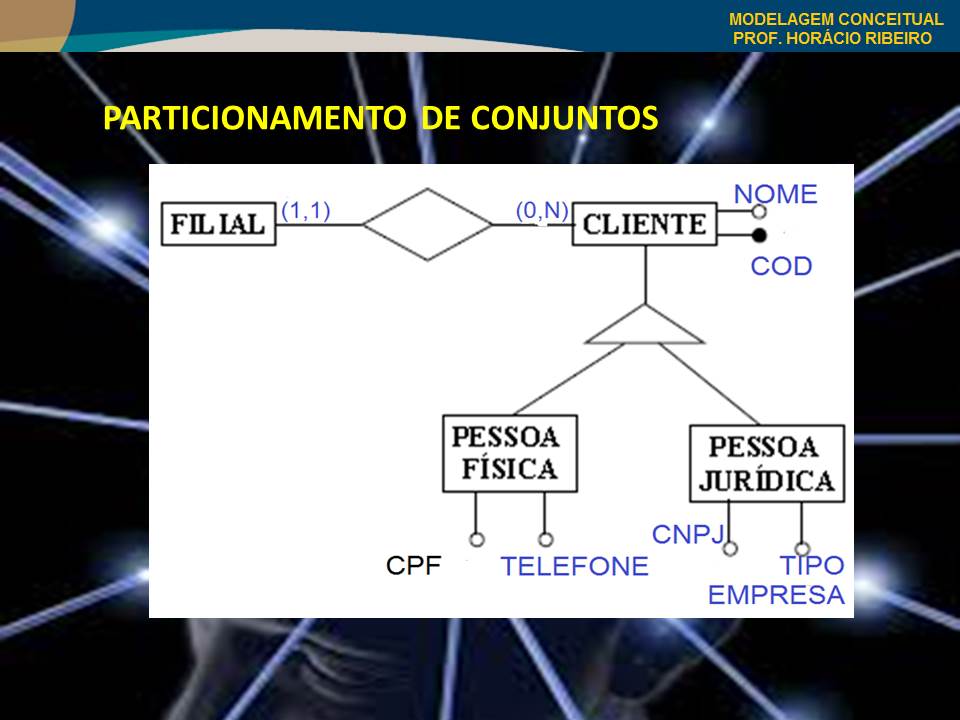 MODELAGEM CONCEITUAL
PROF. HORÁCIO RIBEIRO
PARTICIONAMENTO DE CONJUNTOS
FILIAL
(1,1)
(0,N)
CLIENTE
NOME
COD
PESSOA
FÍSICA
PESSOA
JURÍDICA
CPF
TELEFONE
CNPJ
TIPO
EMPRESA